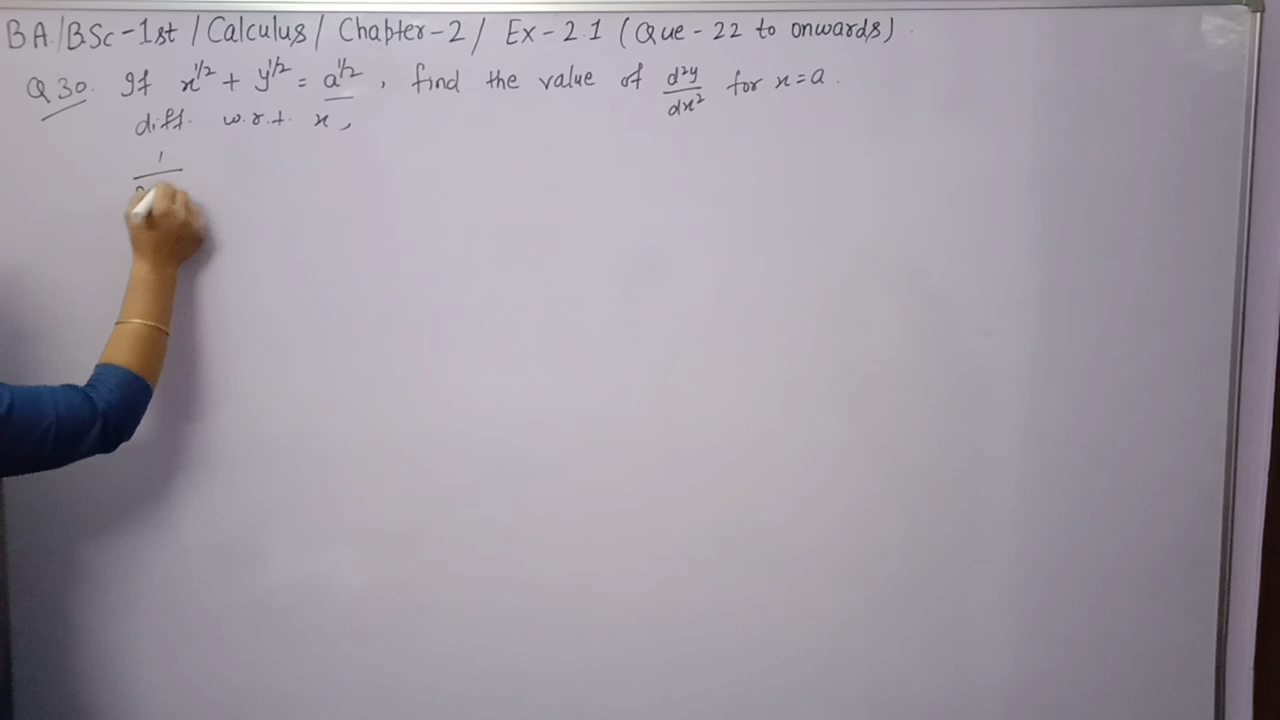 BA./BSc-1st / Calculus / Chapter-2 / Ex-2.1 (Que-22 to onwards).
Q 30. If x^1/2 + y^1/2 = a^1/2, find the value of d²y/dx² for x=a.
diff. w.r.t. x,
1